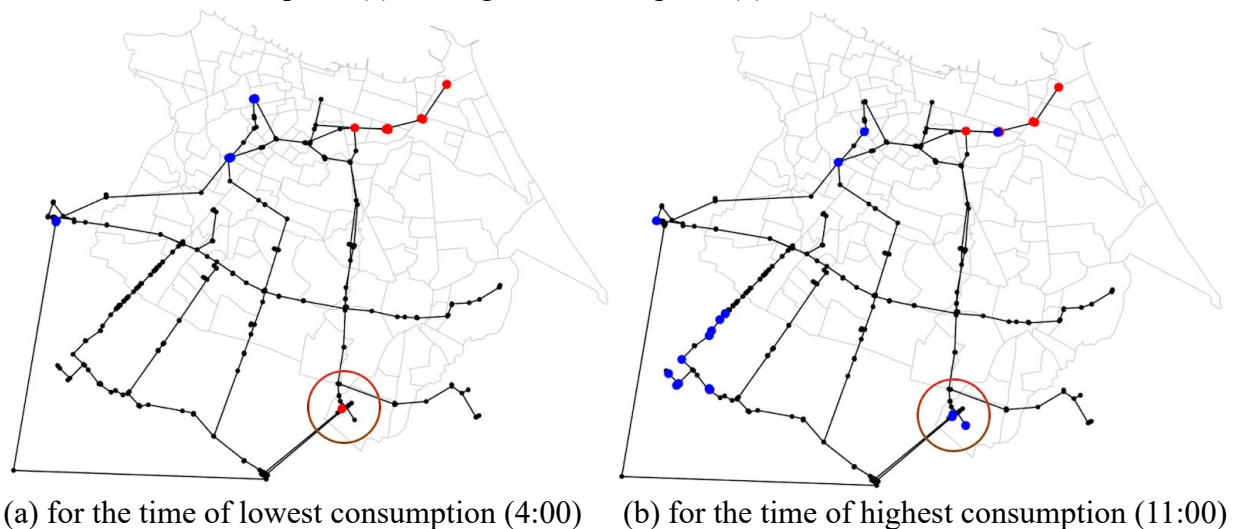 (a) for the time of lowest consumption (4:00)
(b) for the time of highest consumption (11:00)